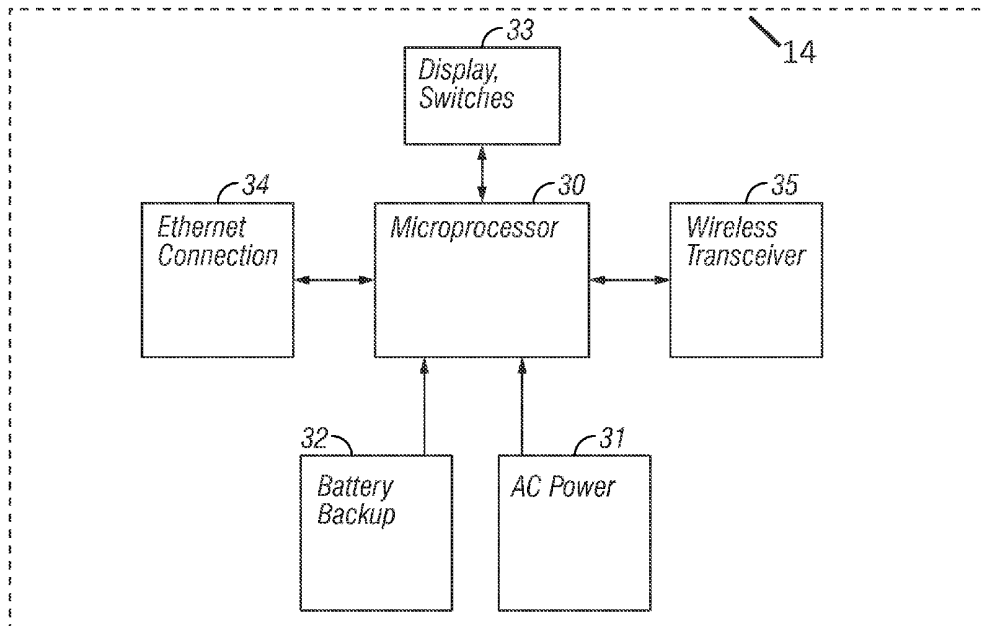 33
14
Display,
Switches
34
30
35
Ethernet
Connection
Microprocessor
Wireless
Transceiver
32
31
Battery
Backup
AC Power